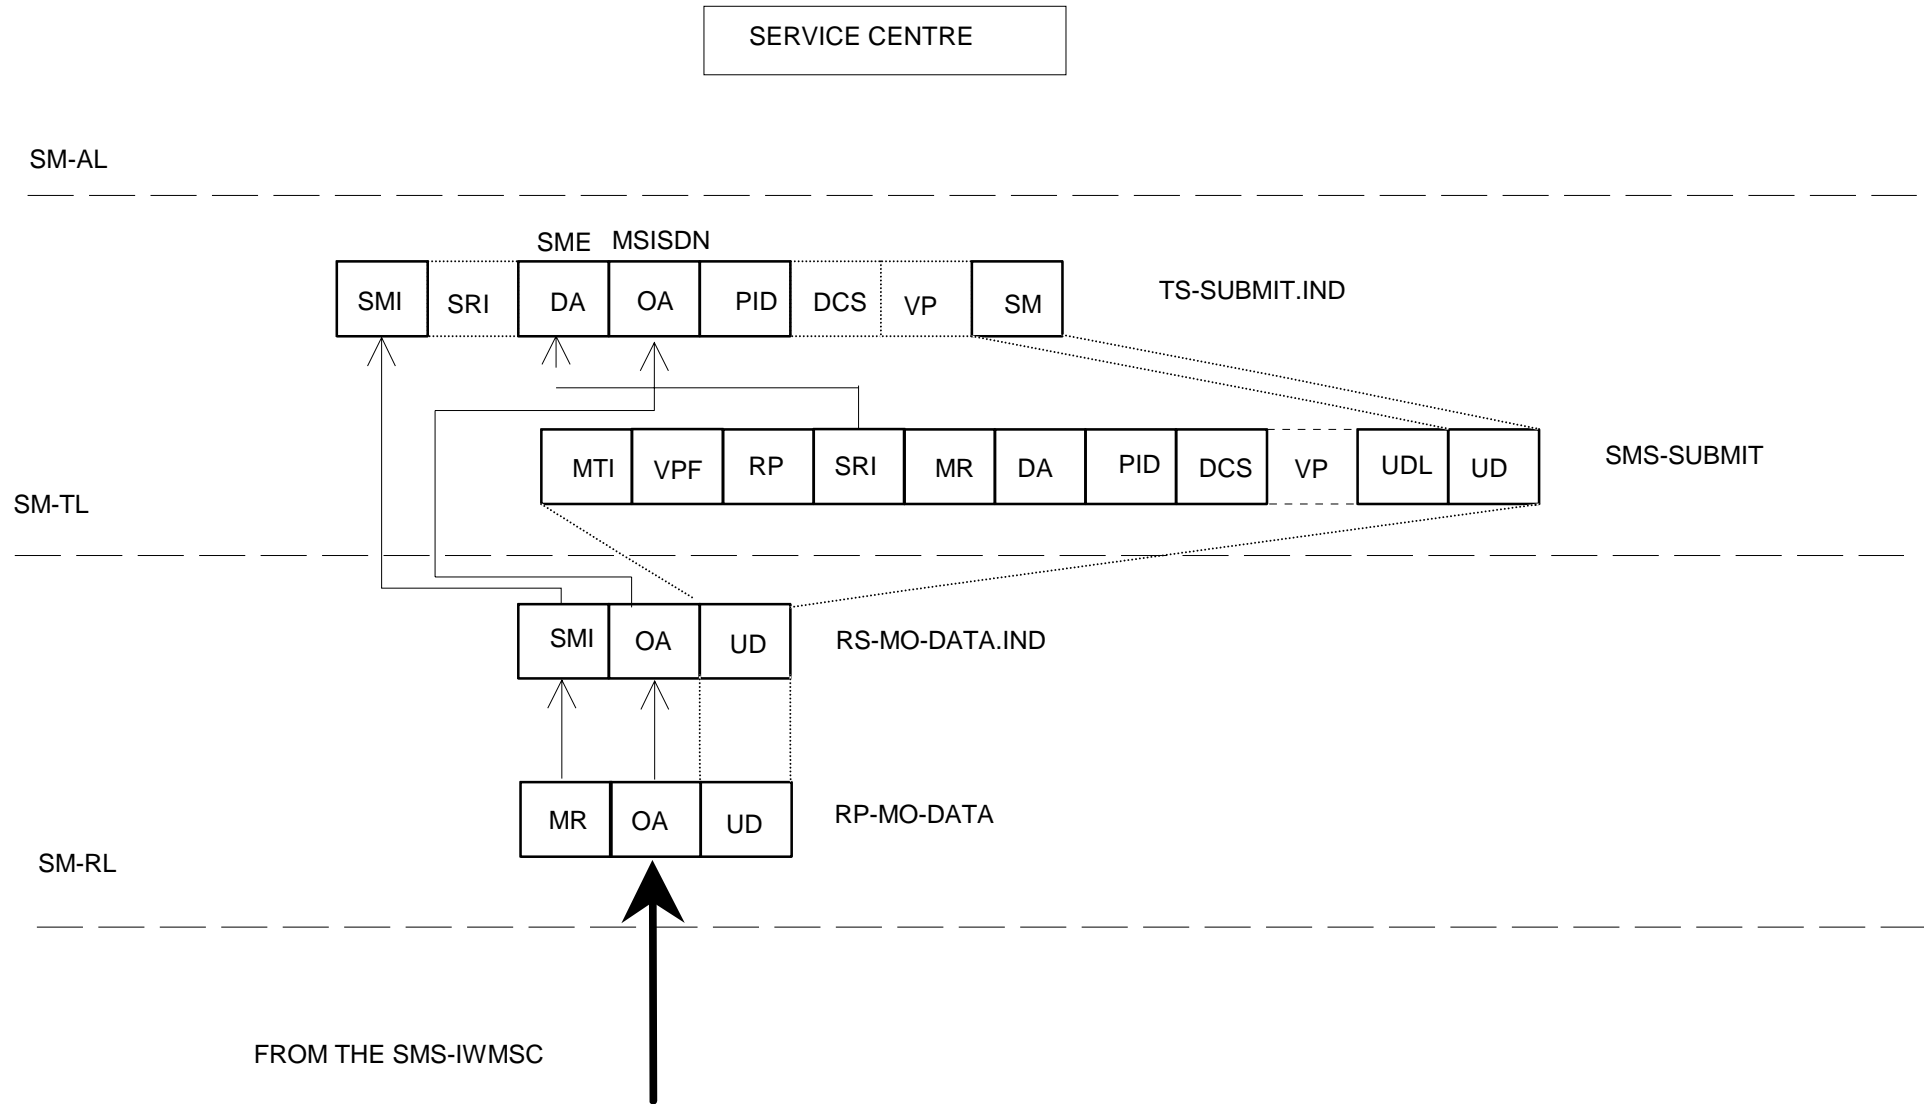 SERVICE CENTRE
SM-AL
SME MSISDN
SMI SRI DA OA PID DCS VP SM TS-SUBMIT.IND
MTI VPF RP SRI MR DA PID DCS VP UDL UD SMS-SUBMIT
SM-TL
SMI OA UD RS-MO-DATA.IND
MR OA UD RP-MO-DATA
SM-RL
FROM THE SMS-IWMSC